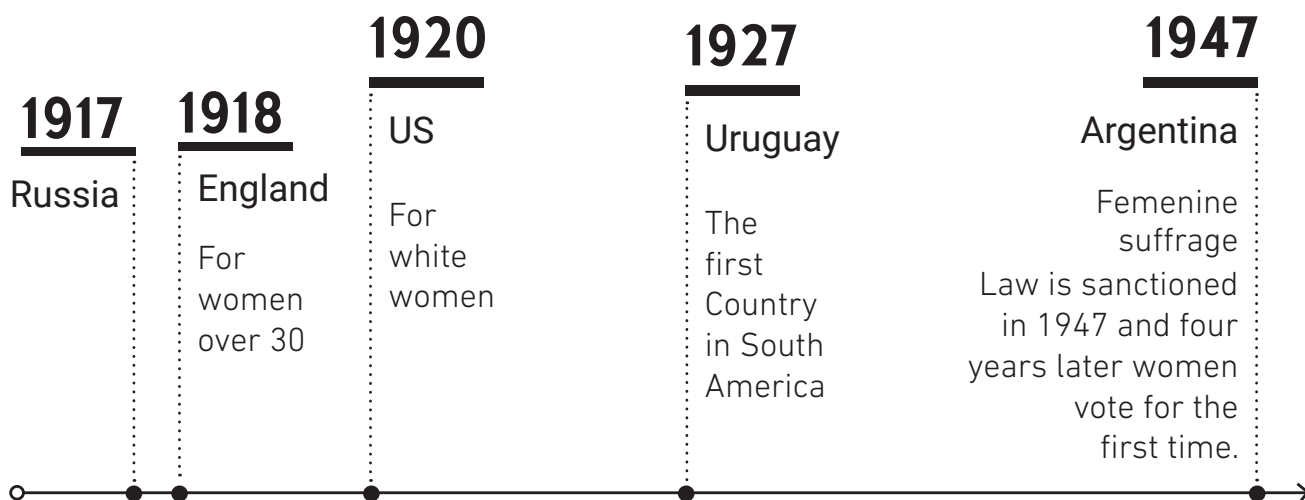 1917
Russia
1918
England
For
women
over 30
1920
US
For
white
women
1927
Uruguay
The
first
Country
in South
America
1947
Argentina
Femenine
suffrage
Law is sanctioned
in 1947 and four
years later women
vote for the
first time.